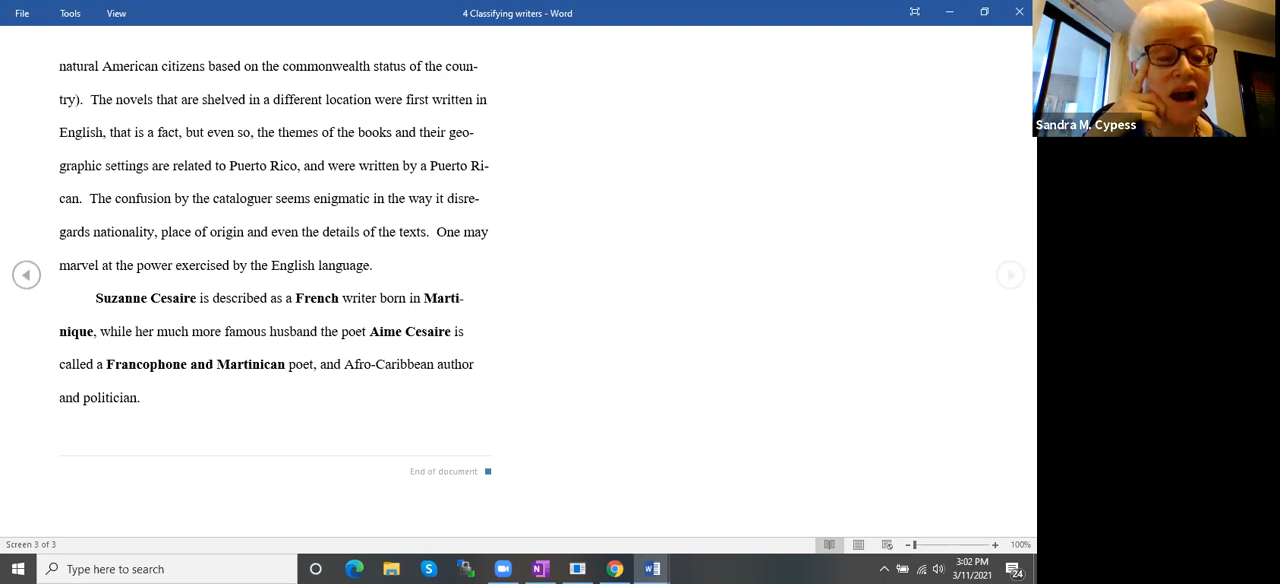 File Tools View 4 Classifying writers - Word
natural American citizens based on the commonwealth status of the coun-
try). The novels that are shelved in a different location were first written in
English, that is a fact, but even so, the themes of the books and their geo-
graphic settings are related to Puerto Rico, and were written by a Puerto Ri-
can. The confusion by the cataloguer seems enigmatic in the way it disre-
gards nationality, place of origin and even the details of the texts. One may
marvel at the power exercised by the English language.
Suzanne Cesaire is described as a French writer born in Marti-
nique, while her much more famous husband the poet Aime Cesaire is
called a Francophone and Martinican poet, and Afro-Caribbean author
and politician.
End of document
Sandra M. Cypess
Screen 3 of 3
100%
Type here to search
3:02 PM
3/11/2021
24